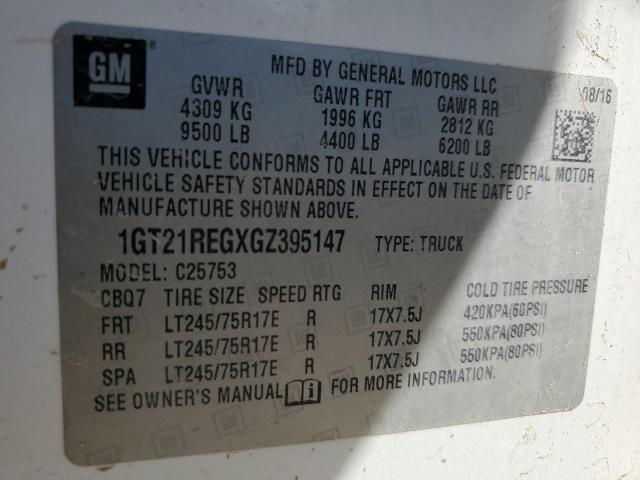 GM
MFD BY GENERAL MOTORS LLC
08/16
GVWR GAWR FRT GAWR RR
4309 KG 1996 KG 2812 KG
9500 LB 4400 LB 6200 LB
THIS VEHICLE CONFORMS TO ALL APPLICABLE U.S. FEDERAL MOTOR
VEHICLE SAFETY STANDARDS IN EFFECT ON THE DATE OF
MANUFACTURE SHOWN ABOVE.
1GT21REGXGZ395147 TYPE: TRUCK
MODEL: C25753
CBQ7 TIRE SIZE SPEED RTG RIM COLD TIRE PRESSURE
FRT LT245/75R17E R 17X7.5J 420KPA(60PSI)
RR LT245/75R17E R 17X7.5J 550KPA(80PSI)
SPA LT245/75R17E R 17X7.5J 550KPA(80PSI)
SEE OWNER'S MANUAL FOR MORE INFORMATION.